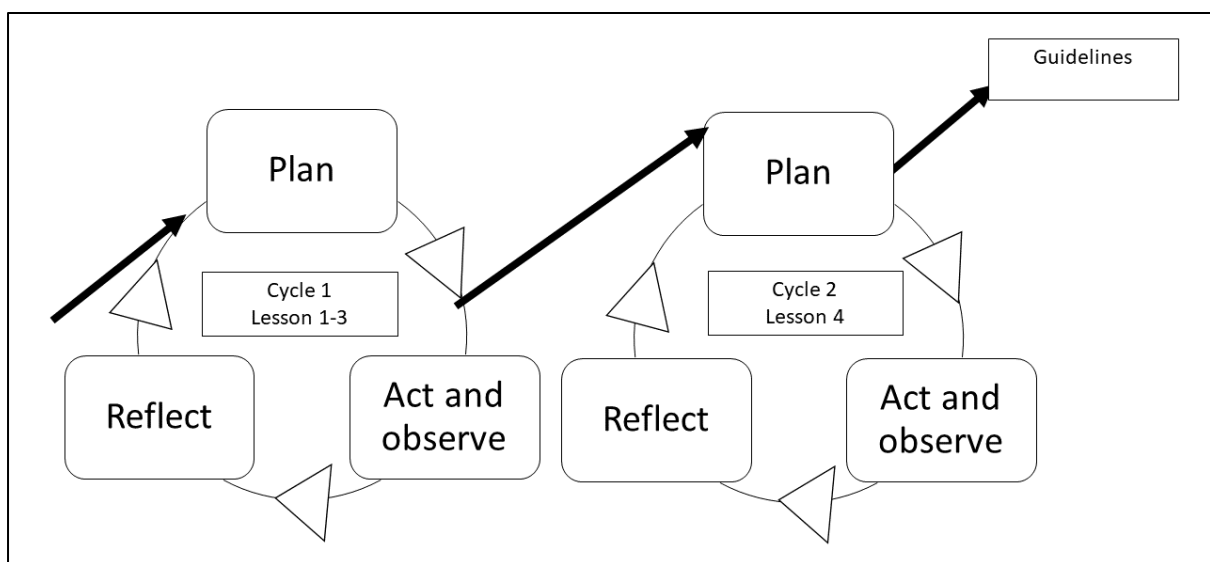 Guidelines
Plan
Cycle 1
Lesson 1-3
Reflect
Act and
observe
Plan
Cycle 2
Lesson 4
Reflect
Act and
observe